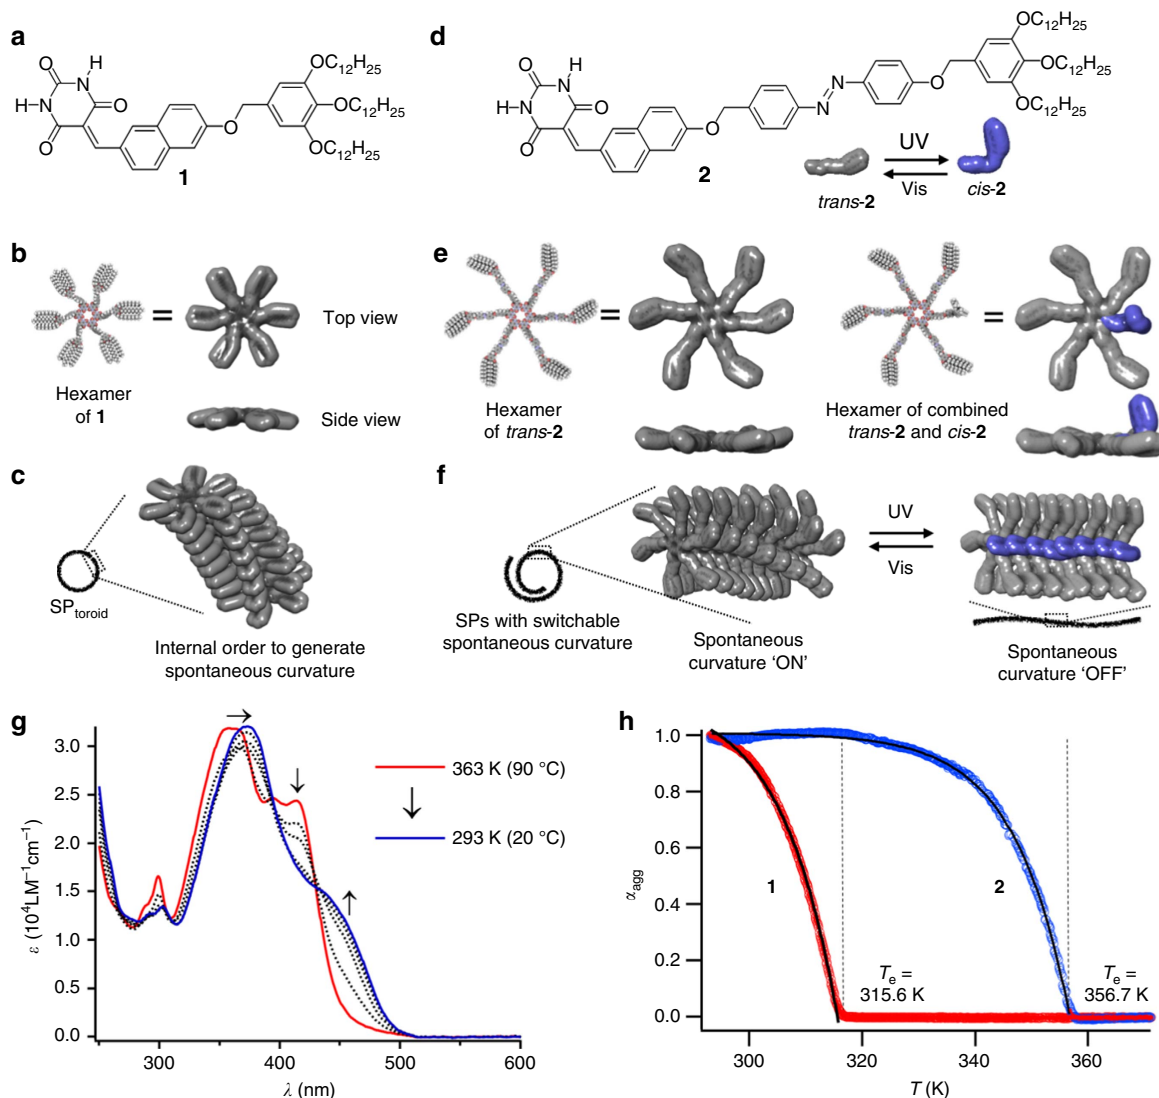 a
H
N
O
O
H
N
O
O
OC12H25
OC12H25
OC12H25
1
d
H
N
O
O
H
N
O
O
N
N
O
OC12H25
OC12H25
OC12H25
2
UV
Vis
trans-2
cis-2
b
=
Top view
Hexamer
of 1
Side view
e
=
=
Hexamer
of trans-2
Hexamer of combined
trans-2 and cis-2
c
SPtoroid
Internal order to generate
spontaneous curvature
f
UV
Vis
SPs with switchable
spontaneous curvature
Spontaneous
curvature ‘ON’
Spontaneous
curvature ‘OFF’
g
ε (10⁴LM⁻¹cm⁻¹)
3.0
2.5
2.0
1.5
1.0
0.0
300
400
500
600
λ (nm)
363 K (90 °C)
293 K (20 °C)
h
αagg
1.0
0.8
0.6
0.4
0.2
0.0
300
320
340
360
T (K)
1
2
Te =
315.6 K
Te =
356.7 K